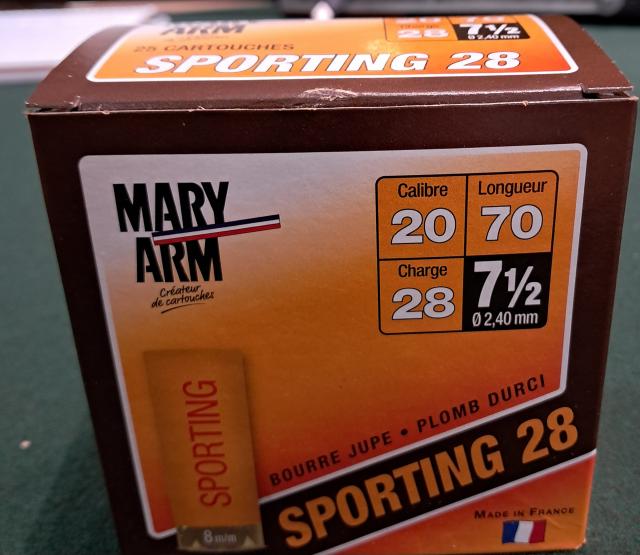 ARM
25 CARTOUCHES
SPORTING 28
28
7½
Ø 2,40 mm
MARY
ARM
Créateur
de cartouches
Calibre
20
Longueur
70
Charge
28
7½
Ø 2,40 mm
SPORTING
8 m/m
BOURRE JUPE • PLOMB DURCI
SPORTING 28
MADE IN FRANCE